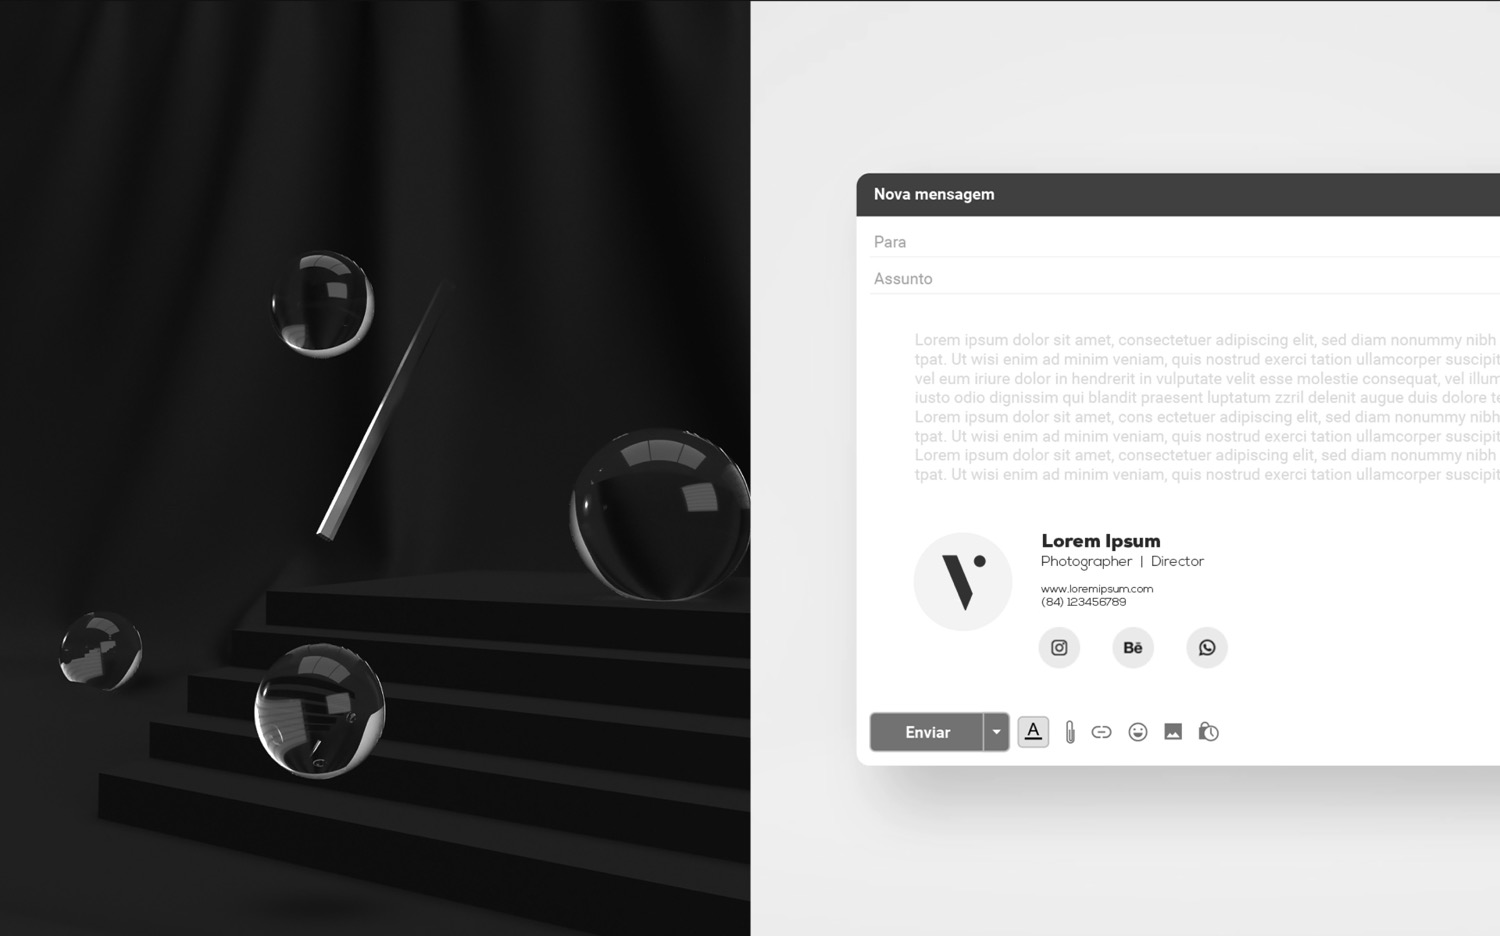 Nova mensagem
Para
Assunto
Lorem ipsum dolor sit amet, consectetuer adipiscing elit, sed diam nonummy nibh
tpat. Ut wisi enim ad minim veniam, quis nostrud exerci tation ullamcorper suscipit
vel eum iriure dolor in hendrerit in vulputate velit esse molestie consequat, vel illum
iusto odio dignissim qui blandit praesent luptatum zzril delenit augue duis dolore te
Lorem ipsum dolor sit amet, cons ectetuer adipiscing elit, sed diam nonummy nibh
tpat. Ut wisi enim ad minim veniam, quis nostrud exerci tation ullamcorper suscipit
Lorem ipsum dolor sit amet, consectetuer adipiscing elit, sed diam nonummy nibh
tpat. Ut wisi enim ad minim veniam, quis nostrud exerci tation ullamcorper suscipit
Lorem Ipsum
Photographer | Director
www.loremipsum.com
(84) 123456789
Bē
Enviar
A